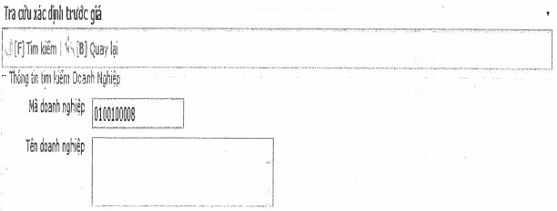 Tra cứu xác định trước giá
[F] Tìm kiếm | [B] Quay lại
Thông tin tìm kiếm Doanh Nghiệp
Mã doanh nghiệp 0100100008
Tên doanh nghiệp